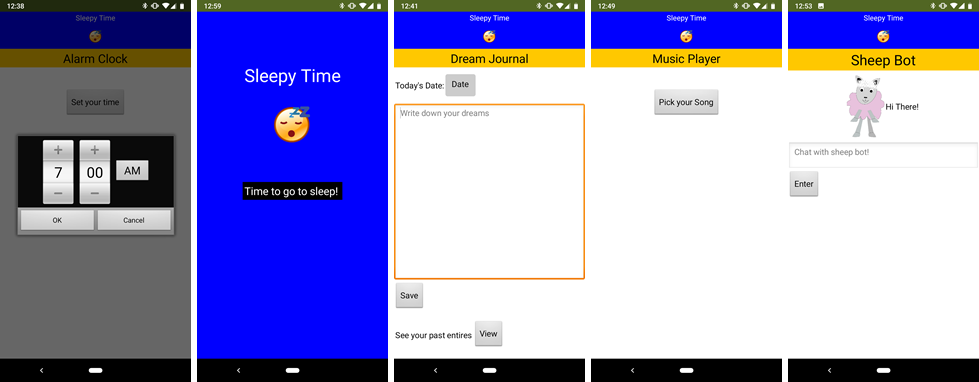 12:38
Sleepy Time
Alarm Clock
Set your time
+ +
7 00 AM
− −
OK Cancel
12:59
Sleepy Time
Time to go to sleep!
12:41
Sleepy Time
Dream Journal
Today's Date: Date
Write down your dreams
Save
See your past entires View
12:49
Sleepy Time
Music Player
Pick your Song
12:53
Sleepy Time
Sheep Bot
Hi There!
Chat with sheep bot!
Enter